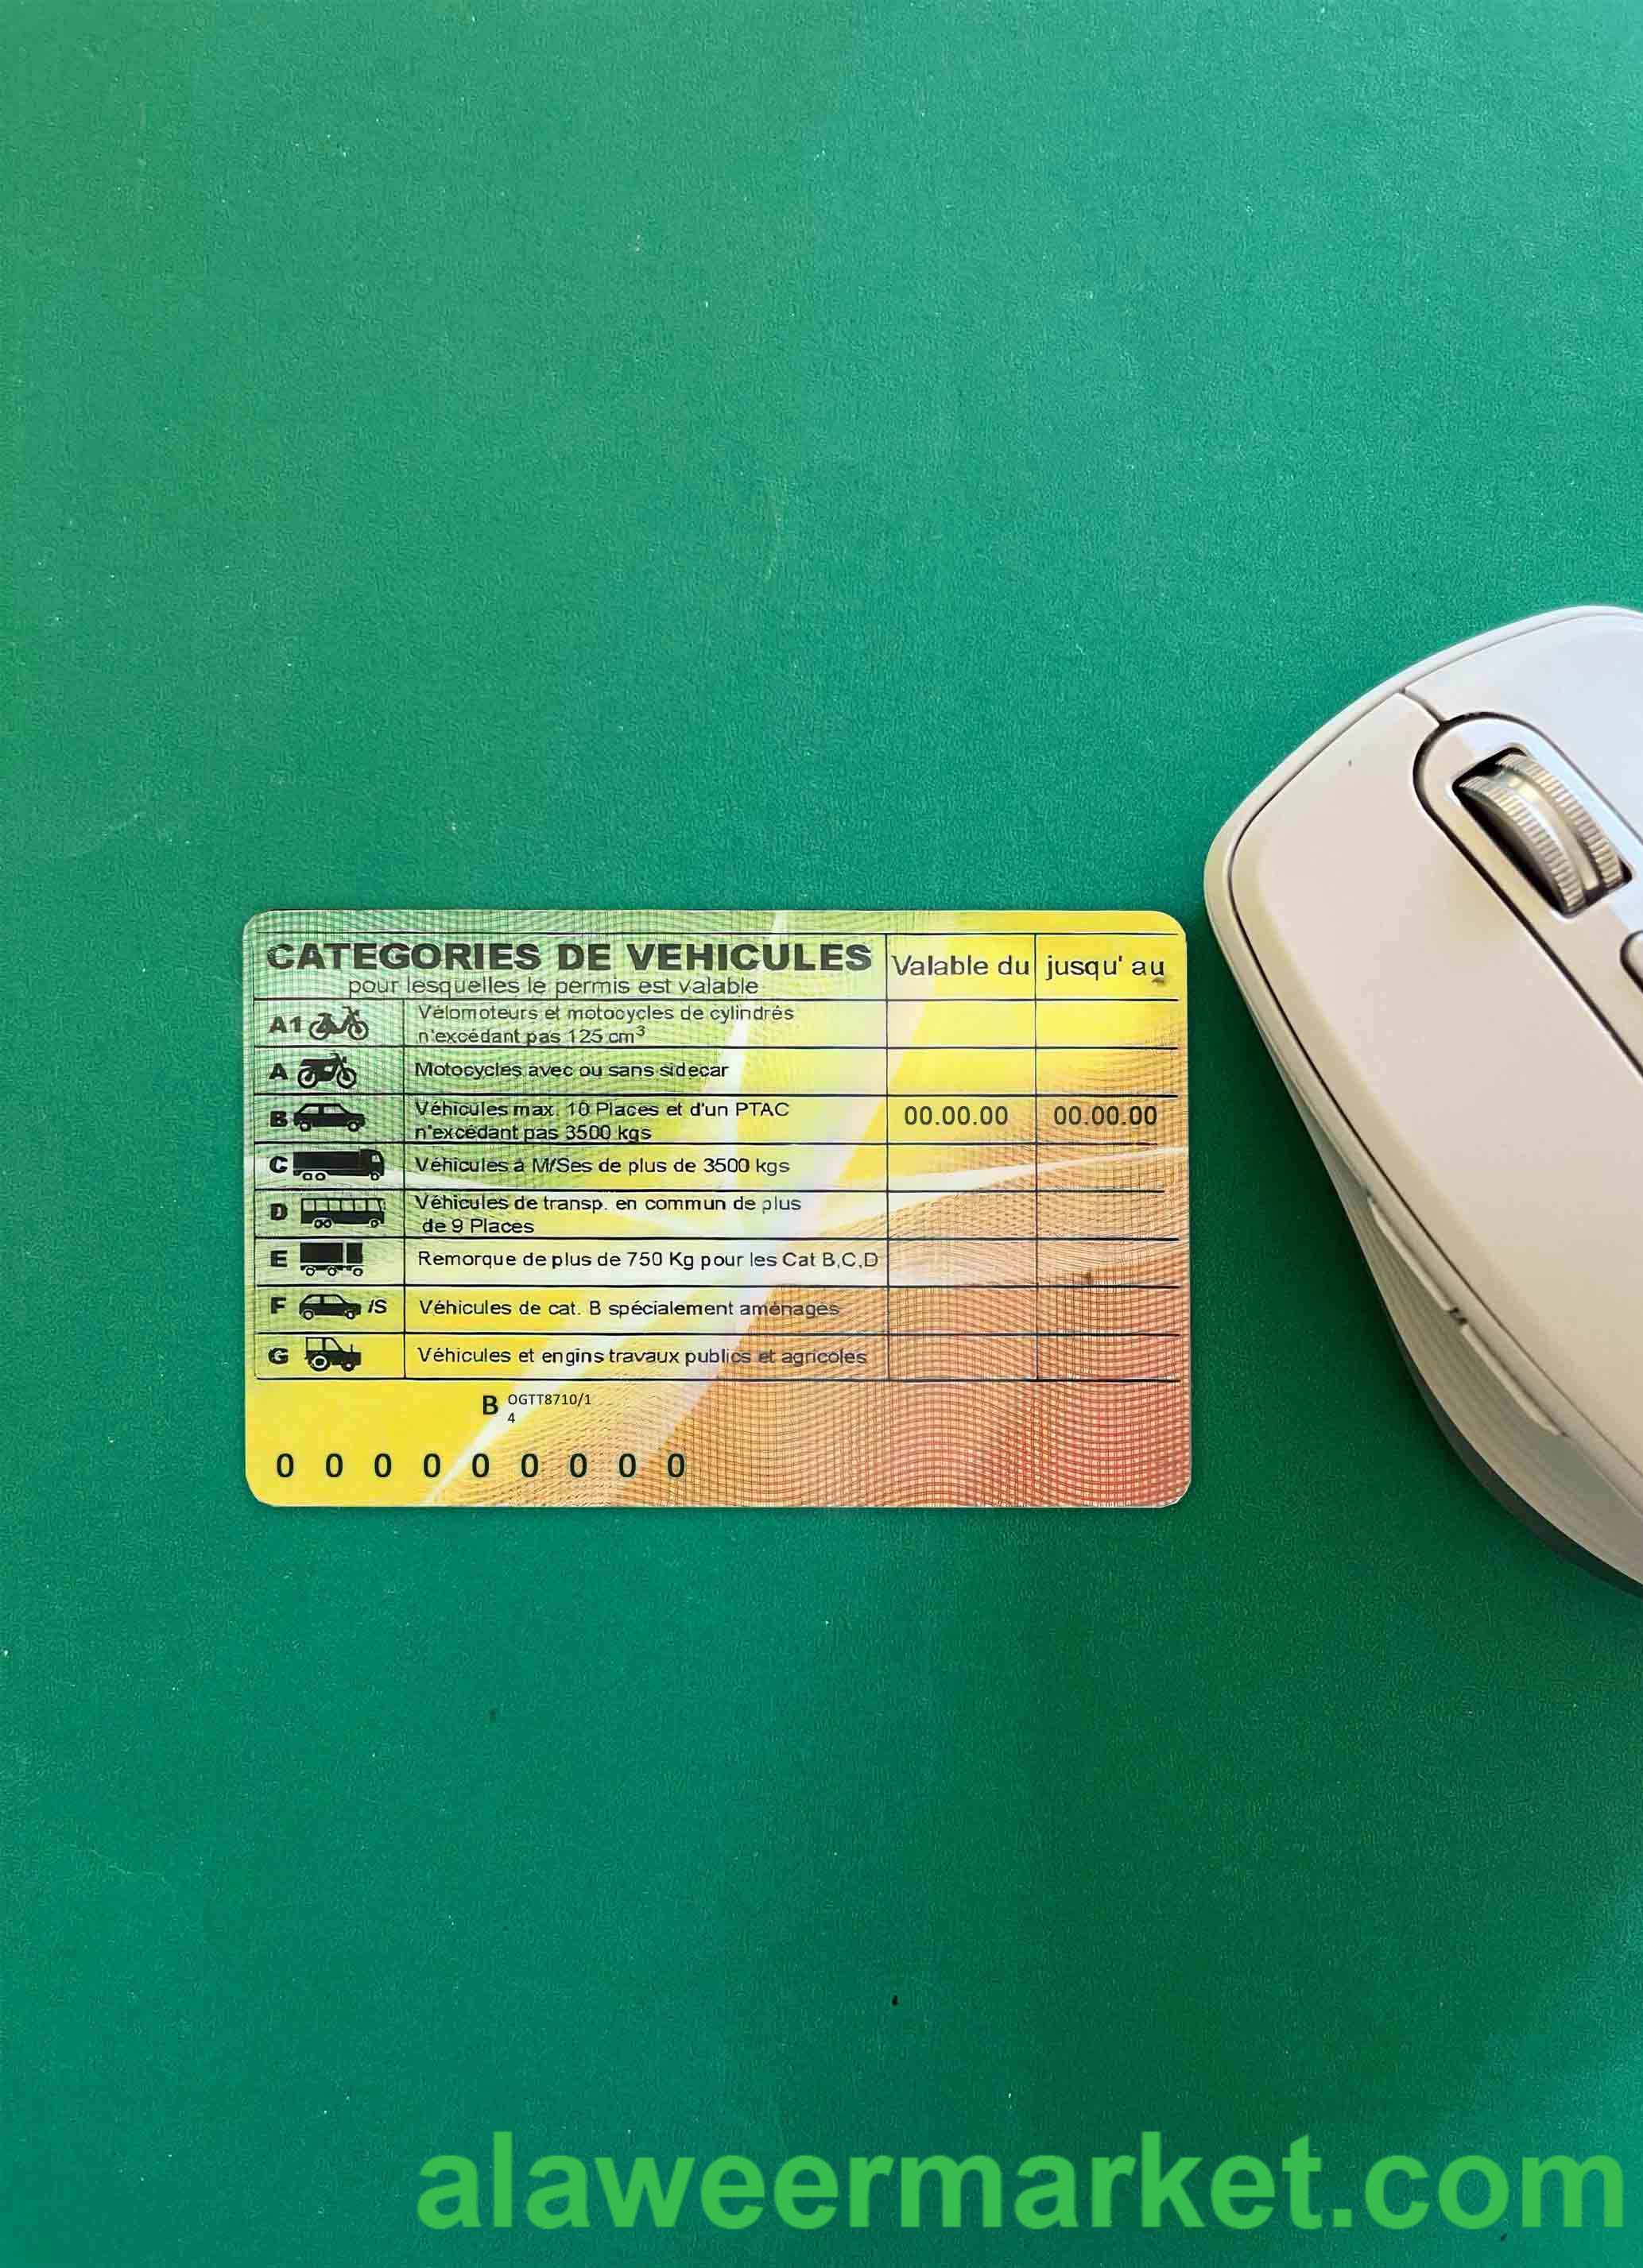 CATEGORIES DE VEHICULES
pour lesquelles le permis est valable
Valable du
jusqu' au
A1
Vélomoteurs et motocycles de cylindrés
n'excédant pas 125 cm³
A
Motocycles avec ou sans sidecar
B
Véhicules max. 10 Places et d'un PTAC
n'excédant pas 3500 kgs
00.00.00
00.00.00
C
Véhicules à M/Ses de plus de 3500 kgs
D
Véhicules de transp. en commun de plus
de 9 Places
E
Remorque de plus de 750 Kg pour les Cat B,C,D
F
/S
Véhicules de cat. B spécialement aménagés
G
Véhicules et engins travaux publics et agricoles
B
OGTT8710/1
4
0 0 0 0 0 0 0 0 0
alaweermarket.com